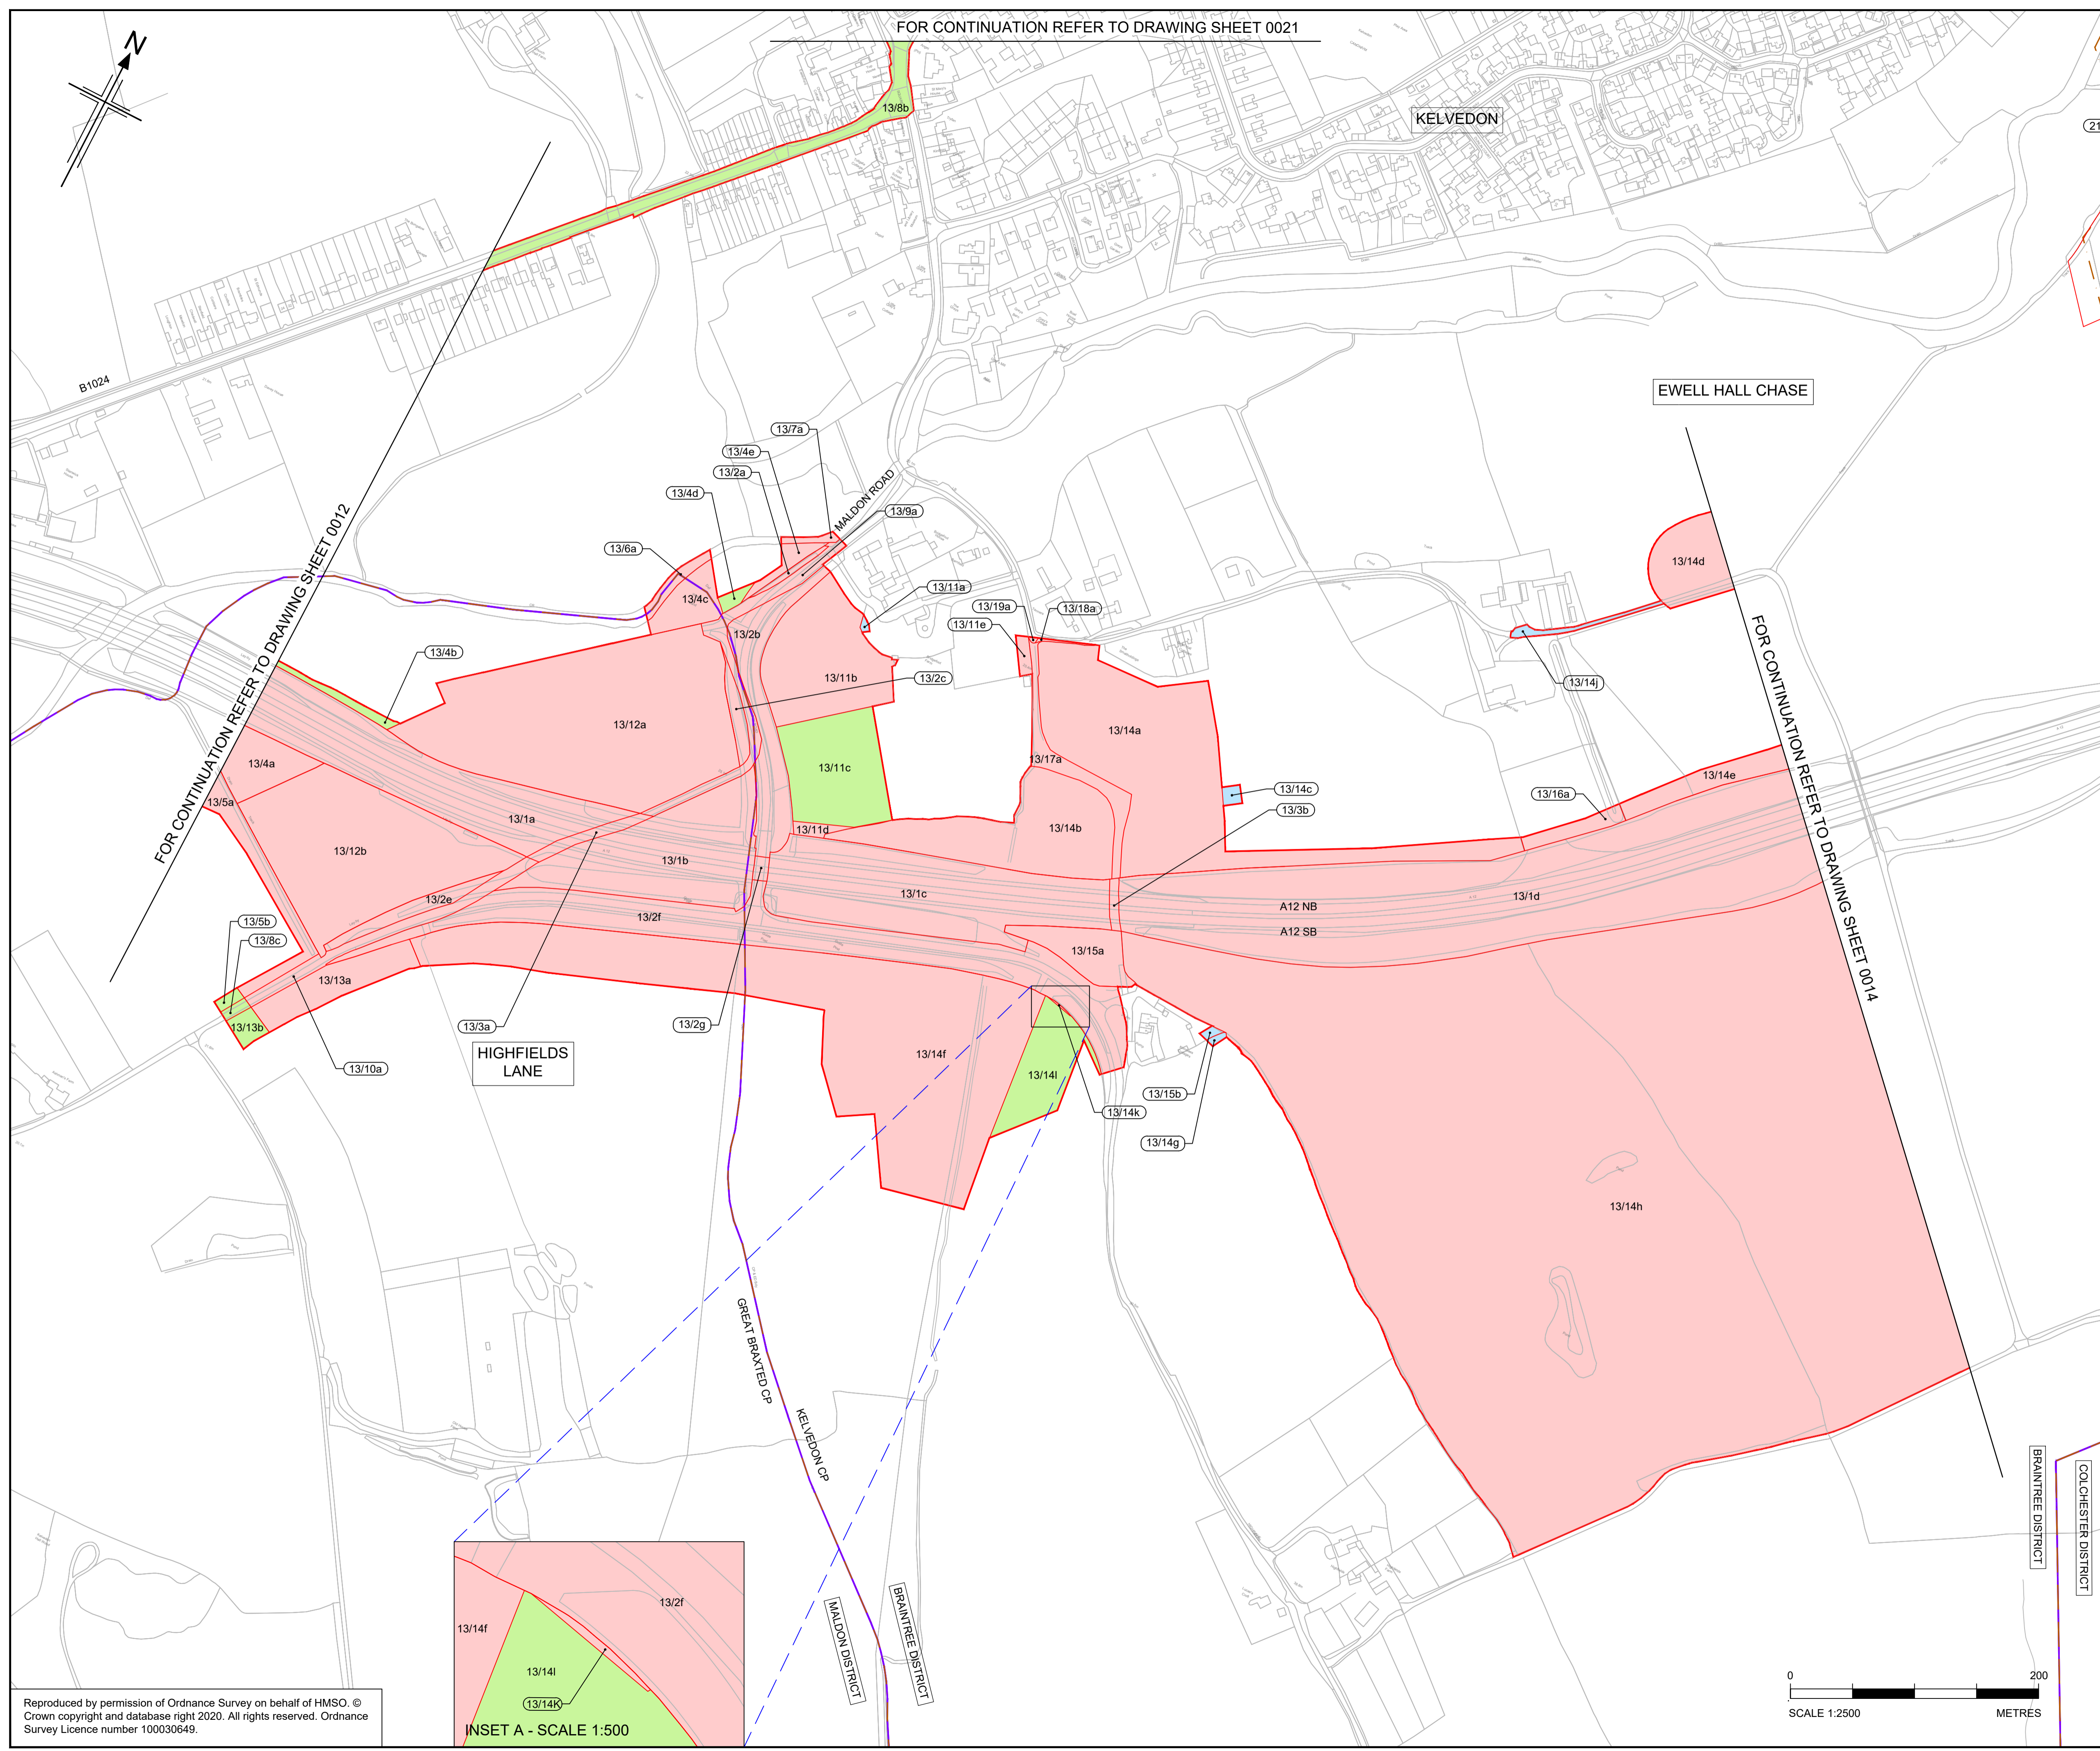 FOR CONTINUATION REFER TO DRAWING SHEET 0021
N
13/8b
KELVEDON
21
B1024
EWELL HALL CHASE
FOR CONTINUATION REFER TO DRAWING SHEET 0012
13/7a
13/4e
13/2a
13/4d
MALDON ROAD
13/9a
13/6a
13/14d
13/11a
13/4c
13/19a
13/18a
13/11e
13/2b
13/4b
13/11b
13/2c
13/14j
FOR CONTINUATION REFER TO DRAWING SHEET 0014
13/12a
13/14a
13/4a
13/17a
13/11c
13/14e
13/5a
13/14c
13/16a
13/3b
13/1a
13/11d
13/14b
13/12b
13/1b
13/1c
13/2e
13/1d
A12 NB
13/2f
A12 SB
13/5b
13/8c
13/15a
13/13a
13/13b
13/3a
13/2g
13/10a
HIGHFIELDS
LANE
13/14f
13/14l
13/15b
13/14k
13/14g
13/14h
GREAT BRAXTED CP
KELVEDON CP
BRAINTREE DISTRICT
COLCHESTER DISTRICT
MALDON DISTRICT
BRAINTREE DISTRICT
13/2f
13/14f
13/14l
13/14K
INSET A - SCALE 1:500
0 200
SCALE 1:2500 METRES
Reproduced by permission of Ordnance Survey on behalf of HMSO. ©
Crown copyright and database right 2020. All rights reserved. Ordnance
Survey Licence number 100030649.